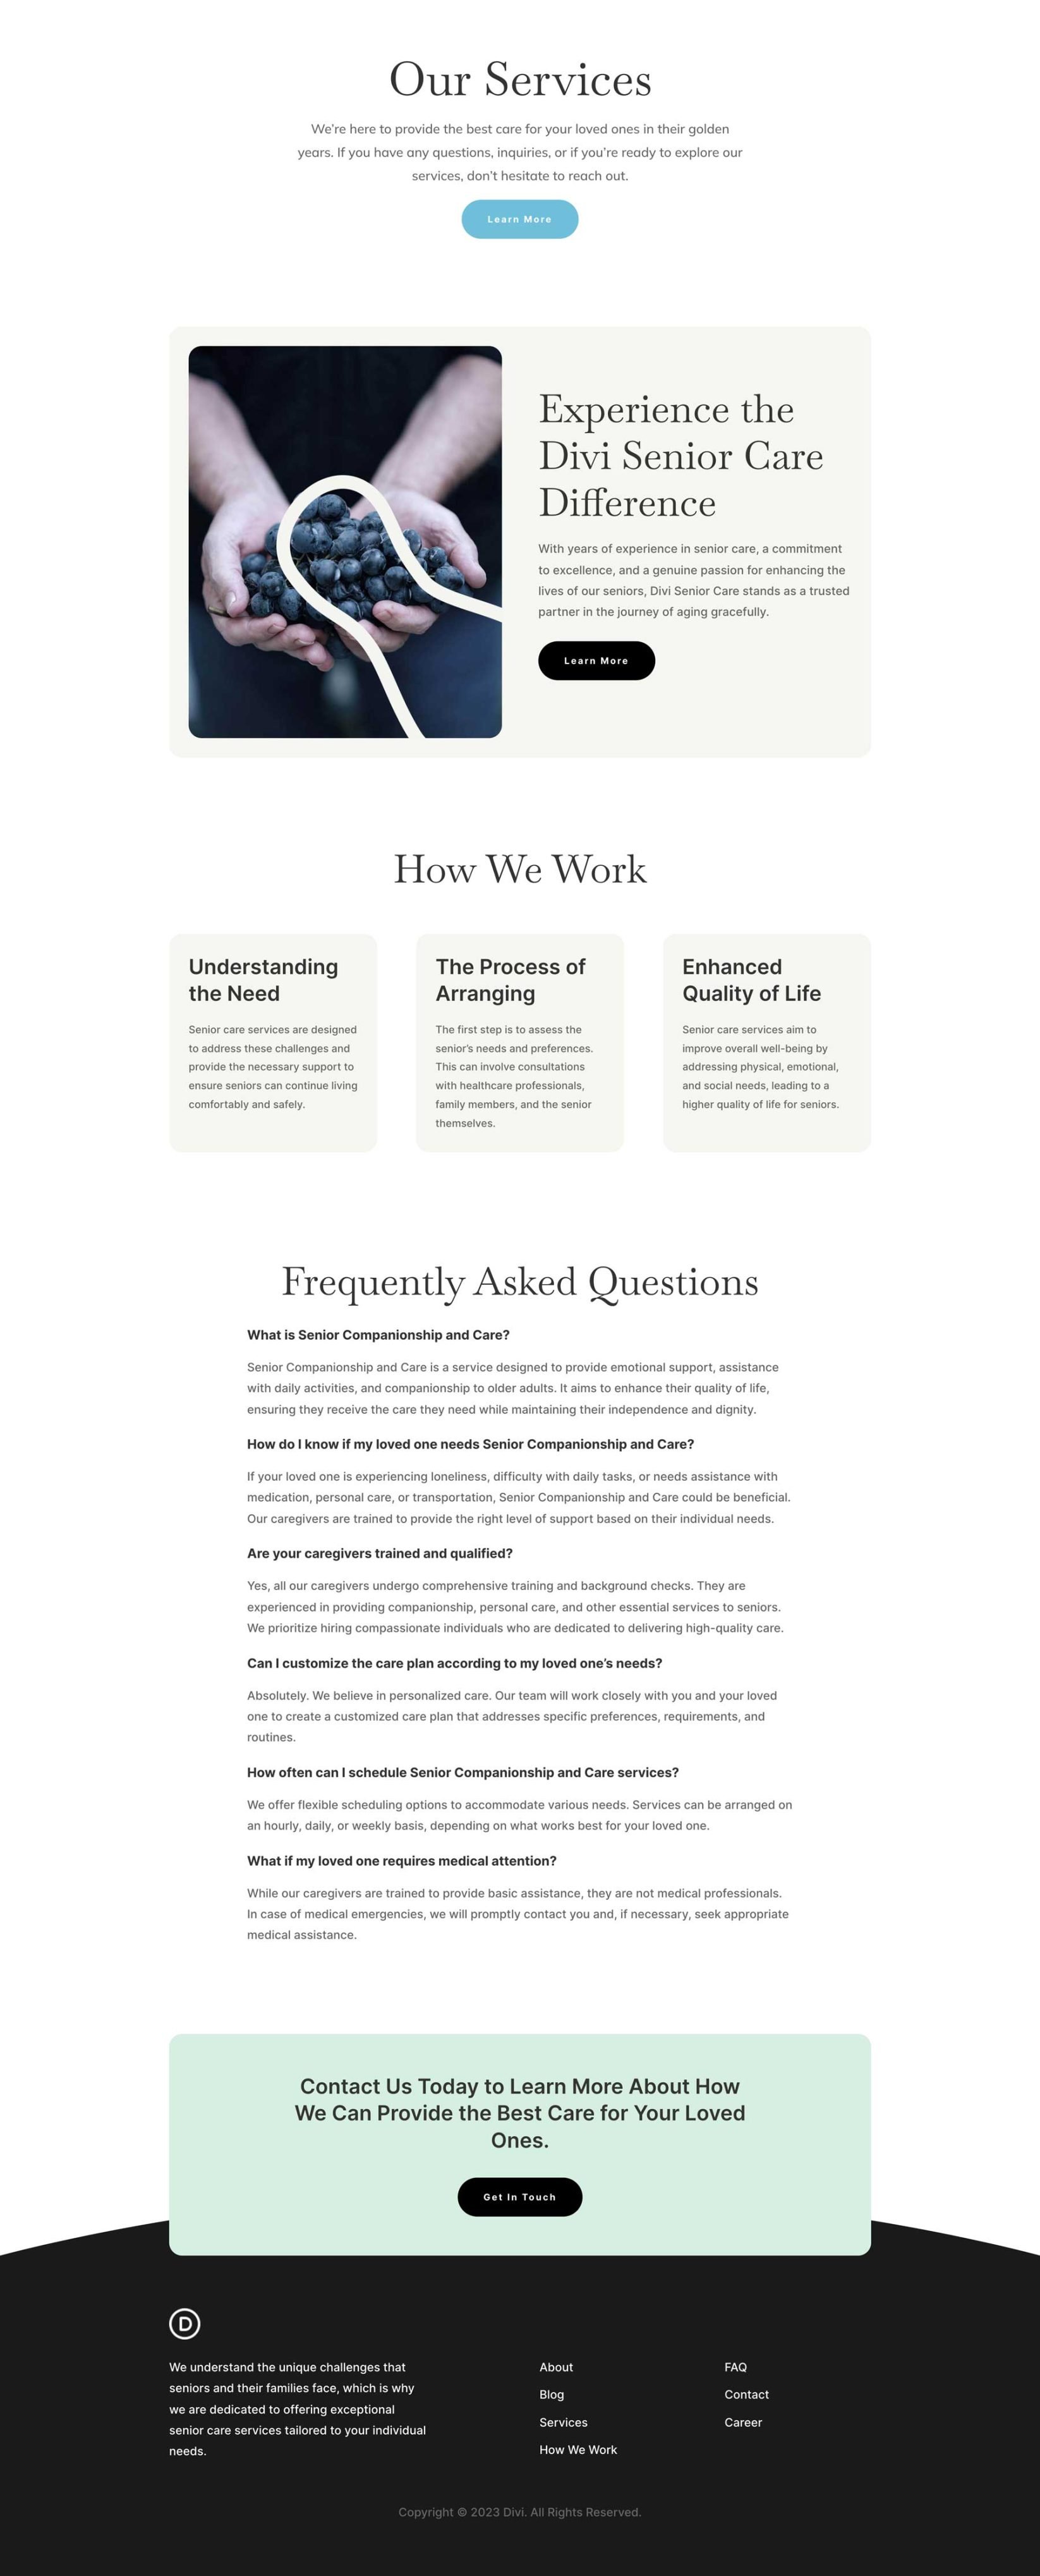 Our Services
We're here to provide the best care for your loved ones in their golden
years. If you have any questions, inquiries, or if you're ready to explore our
services, don't hesitate to reach out.
Learn More
Experience the
Divi Senior Care
Difference
With years of experience in senior care, a commitment
to excellence, and a genuine passion for enhancing the
lives of our seniors, Divi Senior Care stands as a trusted
partner in the journey of aging gracefully.
Learn More
How We Work
Understanding
the Need
Senior care services are designed
to address these challenges and
provide the necessary support to
ensure seniors can continue living
comfortably and safely.
The Process of
Arranging
The first step is to assess the
senior's needs and preferences.
This can involve consultations
with healthcare professionals,
family members, and the senior
themselves.
Enhanced
Quality of Life
Senior care services aim to
improve overall well-being by
addressing physical, emotional,
and social needs, leading to a
higher quality of life for seniors.
Frequently Asked Questions
What is Senior Companionship and Care?
Senior Companionship and Care is a service designed to provide emotional support, assistance
with daily activities, and companionship to older adults. It aims to enhance their quality of life,
ensuring they receive the care they need while maintaining their independence and dignity.
How do I know if my loved one needs Senior Companionship and Care?
If your loved one is experiencing loneliness, difficulty with daily tasks, or needs assistance with
medication, personal care, or transportation, Senior Companionship and Care could be beneficial.
Our caregivers are trained to provide the right level of support based on their individual needs.
Are your caregivers trained and qualified?
Yes, all our caregivers undergo comprehensive training and background checks. They are
experienced in providing companionship, personal care, and other essential services to seniors.
We prioritize hiring compassionate individuals who are dedicated to delivering high-quality care.
Can I customize the care plan according to my loved one's needs?
Absolutely. We believe in personalized care. Our team will work closely with you and your loved
one to create a customized care plan that addresses specific preferences, requirements, and
routines.
How often can I schedule Senior Companionship and Care services?
We offer flexible scheduling options to accommodate various needs. Services can be arranged on
an hourly, daily, or weekly basis, depending on what works best for your loved one.
What if my loved one requires medical attention?
While our caregivers are trained to provide basic assistance, they are not medical professionals.
In case of medical emergencies, we will promptly contact you and, if necessary, seek appropriate
medical assistance.
Contact Us Today to Learn More About How
We Can Provide the Best Care for Your Loved
Ones.
Get In Touch
D
We understand the unique challenges that
seniors and their families face, which is why
we are dedicated to offering exceptional
senior care services tailored to your individual
needs.
About
Blog
Services
How We Work
FAQ
Contact
Career
Copyright © 2023 Divi. All Rights Reserved.